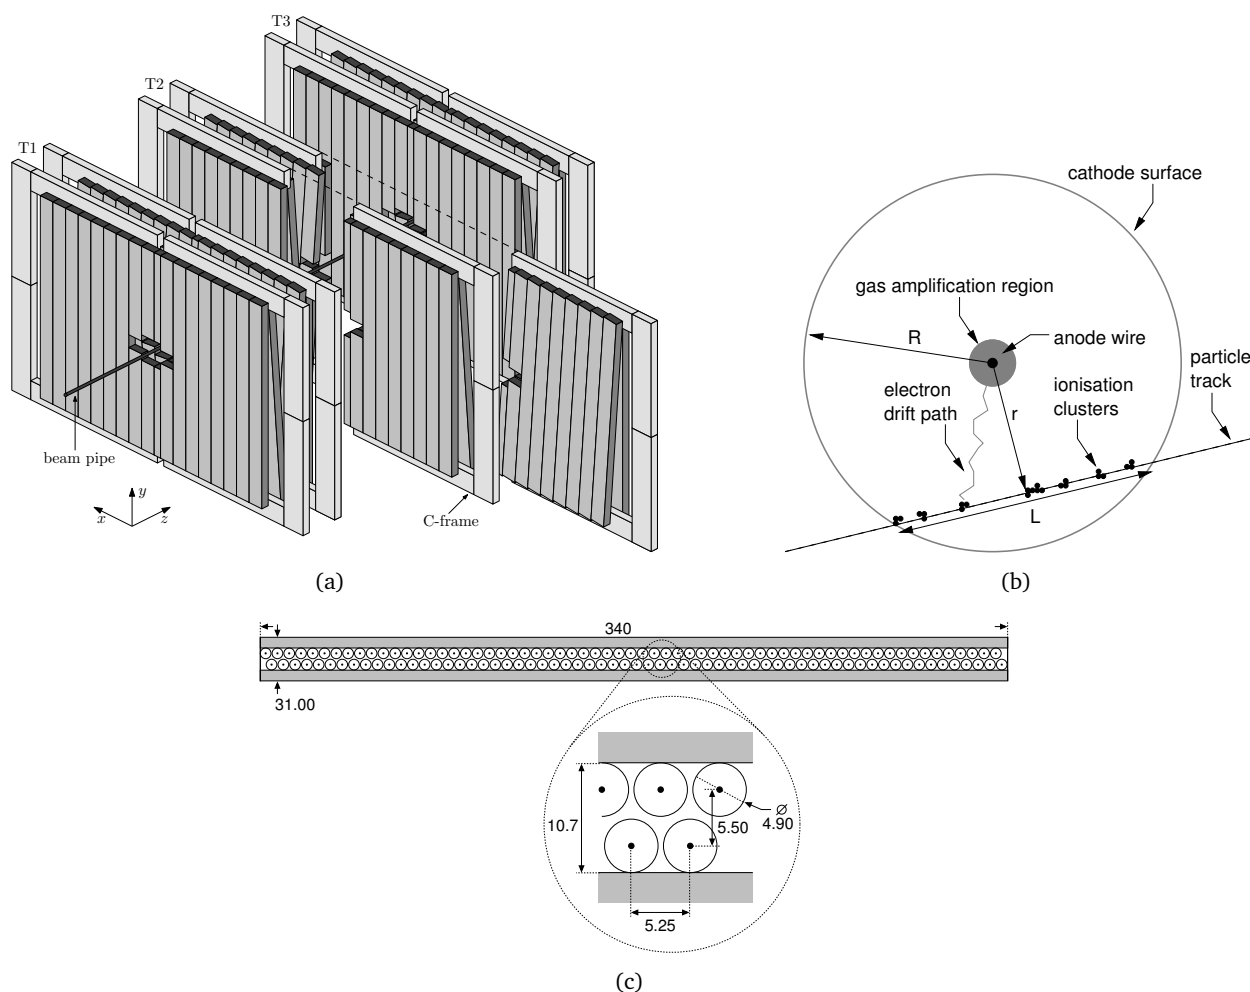 T3
T2
T1
beam pipe
y
x
z
C-frame
(a)
cathode surface
gas amplification region
R
anode wire
electron
drift path
r
ionisation
clusters
particle
track
L
(b)
340
31.00
10.7
5.50
Ø
4.90
5.25
(c)